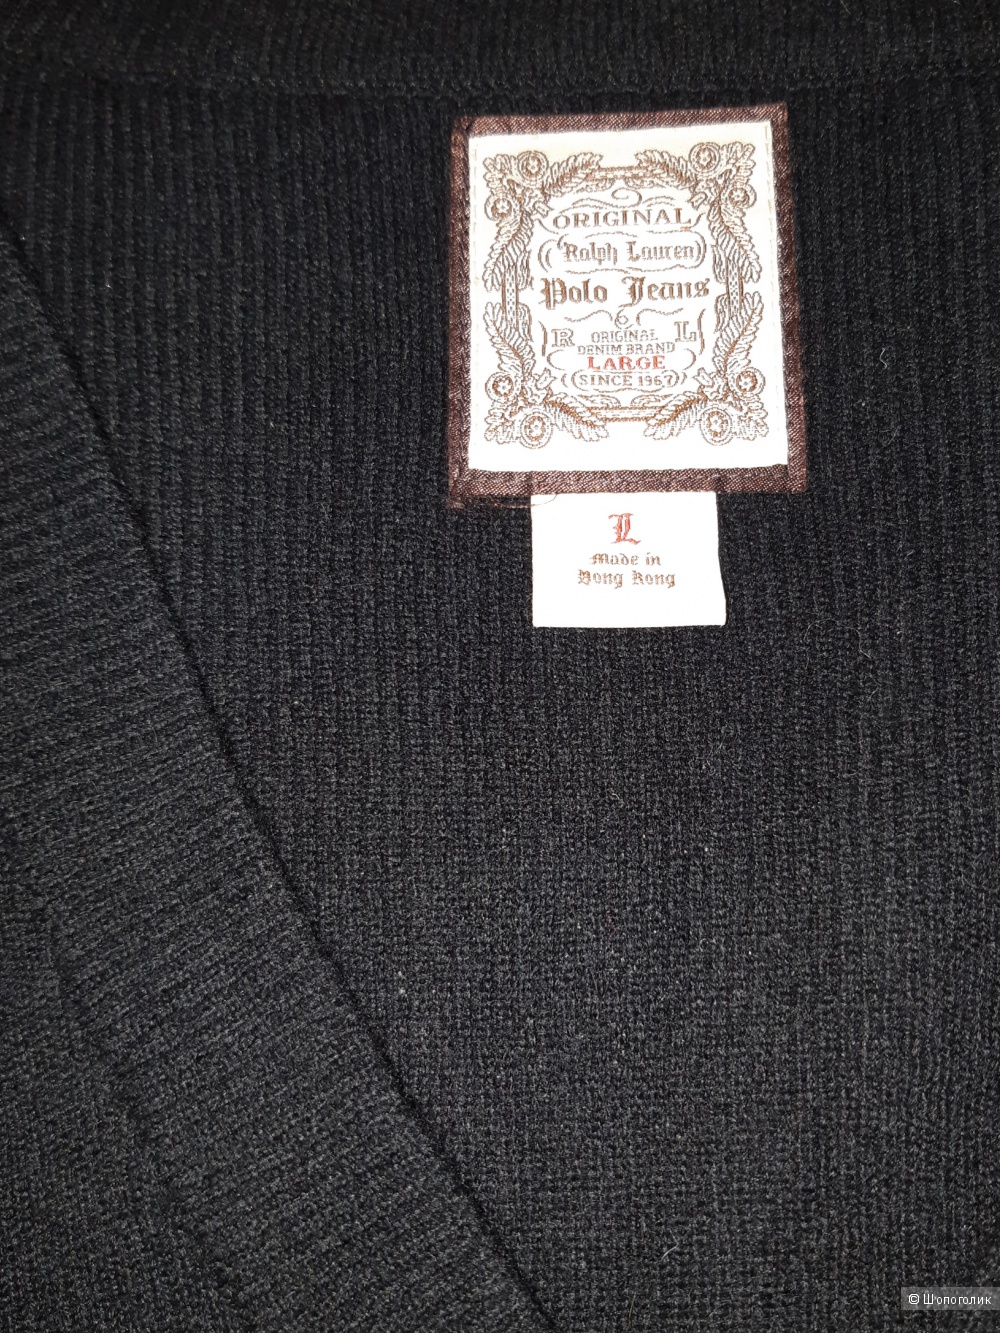 ORIGINAL
Ralph Lauren
Polo Jeans
R ORIGINAL L
DENIM BRAND
LARGE
SINCE 1967
L
Made in
Hong Kong
© Шопоголик